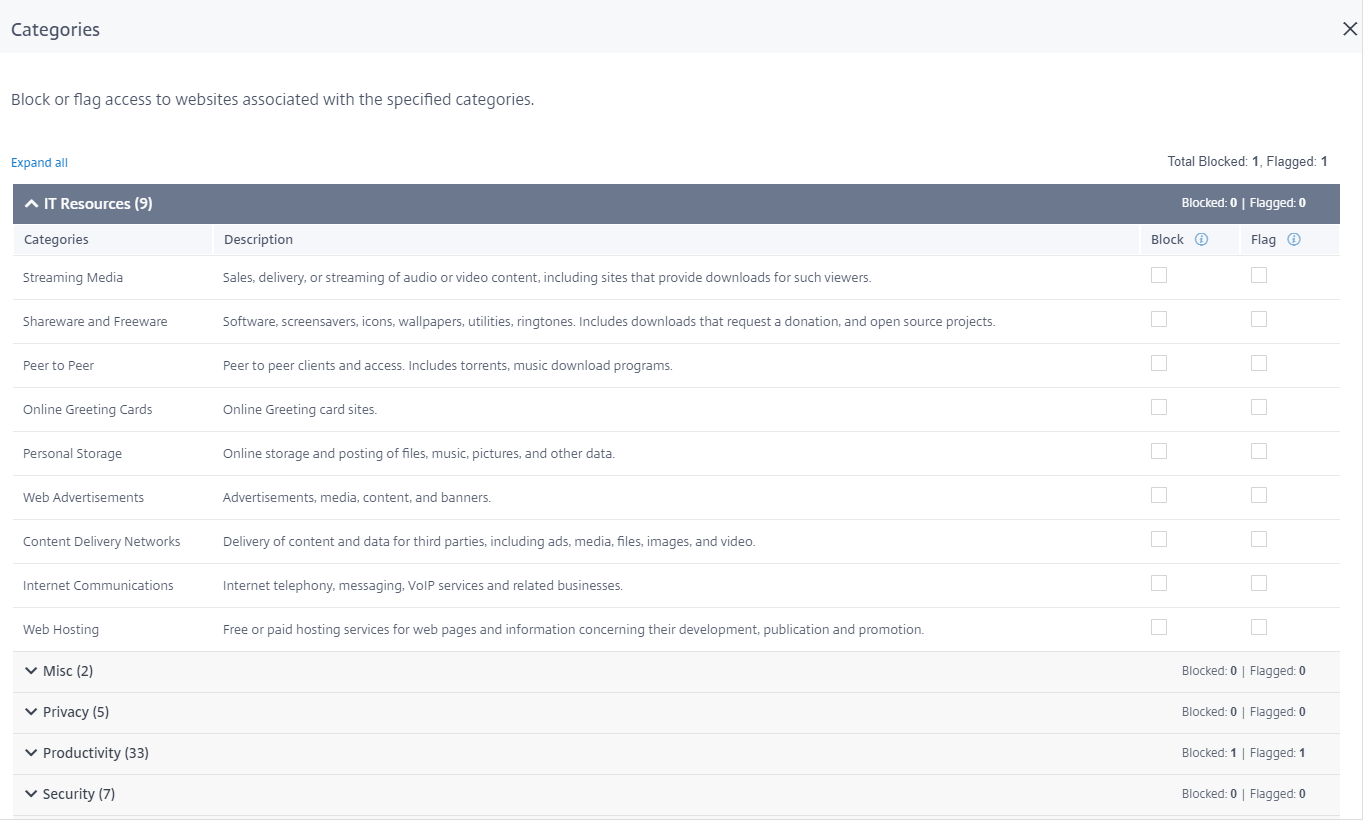 Categories
Block or flag access to websites associated with the specified categories.
Expand all
Total Blocked: 1, Flagged: 1
IT Resources (9)
Blocked: 0 | Flagged: 0
Categories Description Block Flag
Streaming Media Sales, delivery, or streaming of audio or video content, including sites that provide downloads for such viewers.
Shareware and Freeware Software, screensavers, icons, wallpapers, utilities, ringtones. Includes downloads that request a donation, and open source projects.
Peer to Peer Peer to peer clients and access. Includes torrents, music download programs.
Online Greeting Cards Online Greeting card sites.
Personal Storage Online storage and posting of files, music, pictures, and other data.
Web Advertisements Advertisements, media, content, and banners.
Content Delivery Networks Delivery of content and data for third parties, including ads, media, files, images, and video.
Internet Communications Internet telephony, messaging, VoIP services and related businesses.
Web Hosting Free or paid hosting services for web pages and information concerning their development, publication and promotion.
Misc (2) Blocked: 0 | Flagged: 0
Privacy (5) Blocked: 0 | Flagged: 0
Productivity (33) Blocked: 1 | Flagged: 1
Security (7) Blocked: 0 | Flagged: 0